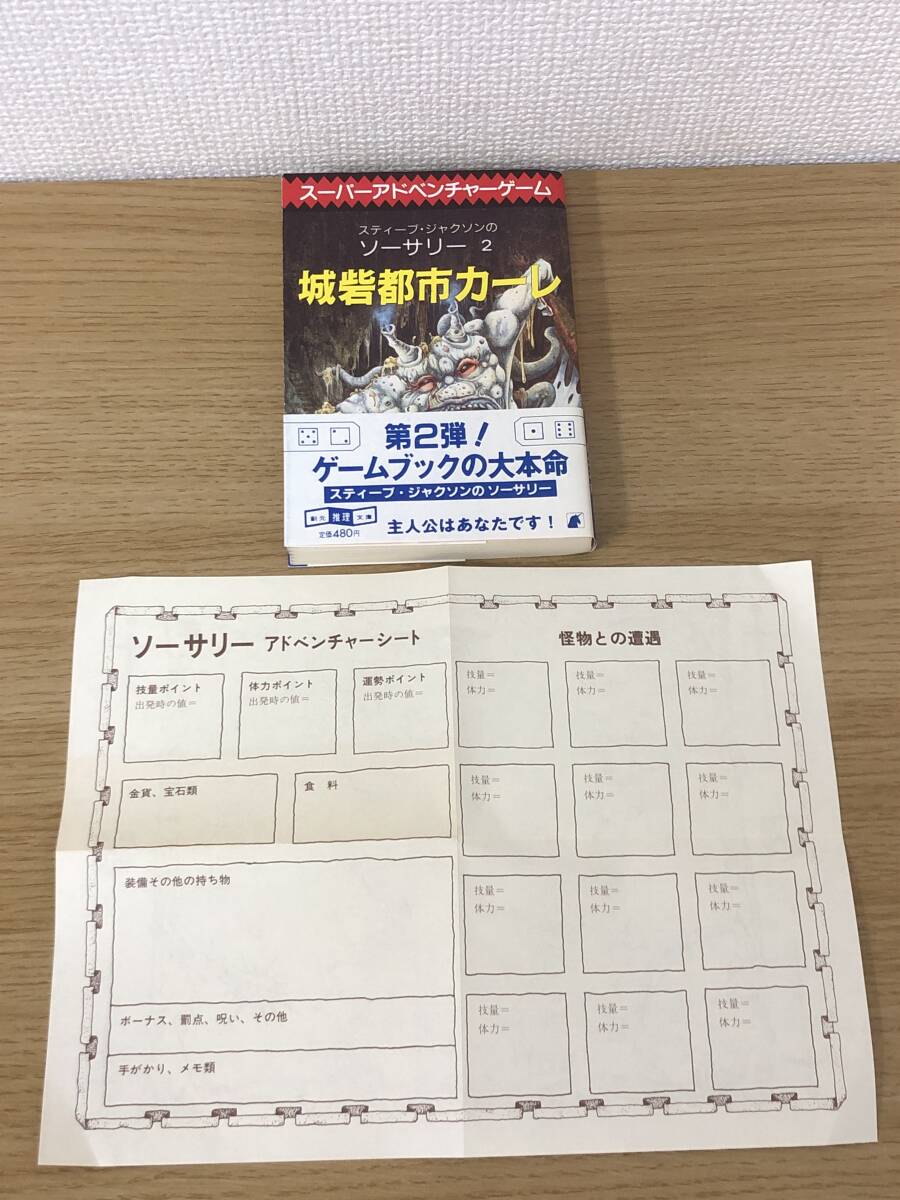 スーパーアドベンチャーゲーム
スティーブ・ジャクソンの
ソーサリー 2
城砦都市カーレ
第2弾!
ゲームブックの大本命
スティーブ・ジャクソンの ソーサリー
創元 推理 文庫
定価480円
主人公はあなたです!
ソーサリー アドベンチャーシート
怪物との遭遇
技量ポイント
出発時の値=
体力ポイント
出発時の値=
運勢ポイント
出発時の値=
金貨、宝石類
食 料
装備その他の持ち物
ボーナス、罰点、呪い、その他
手がかり、メモ類
技量=
体力=
技量=
体力=
技量=
体力=
技量=
体力=
技量=
体力=
技量=
体力=
技量=
体力=
技量=
体力=
技量=
体力=
技量=
体力=
技量=
体力=
技量=
体力=